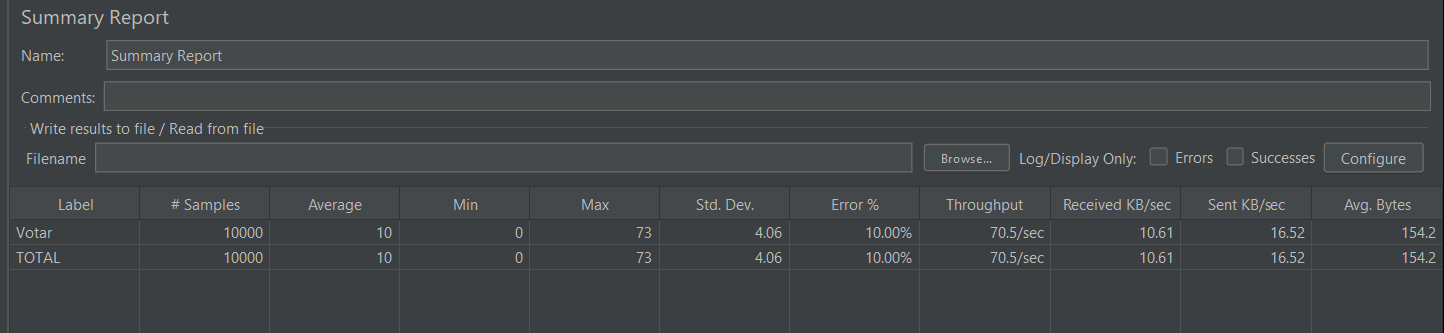 Summary Report
Name: Summary Report
Comments:
Write results to file / Read from file
Filename Browse... Log/Display Only: Errors Successes Configure
Label # Samples Average Min Max Std. Dev. Error % Throughput Received KB/sec Sent KB/sec Avg. Bytes
Votar 10000 10 0 73 4.06 10.00% 70.5/sec 10.61 16.52 154.2
TOTAL 10000 10 0 73 4.06 10.00% 70.5/sec 10.61 16.52 154.2